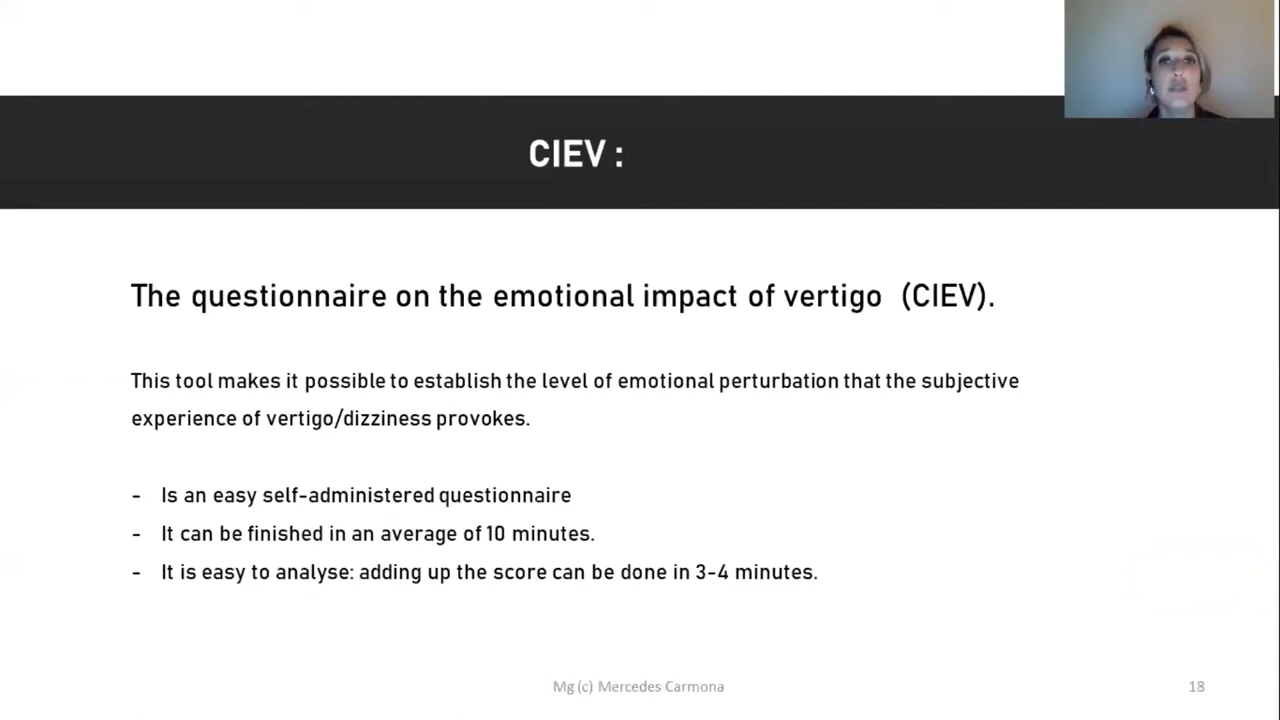 CIEV :
The questionnaire on the emotional impact of vertigo (CIEV).
This tool makes it possible to establish the level of emotional perturbation that the subjective
experience of vertigo/dizziness provokes.
- Is an easy self-administered questionnaire
- It can be finished in an average of 10 minutes.
- It is easy to analyse: adding up the score can be done in 3-4 minutes.
Mg (c) Mercedes Carmona
18